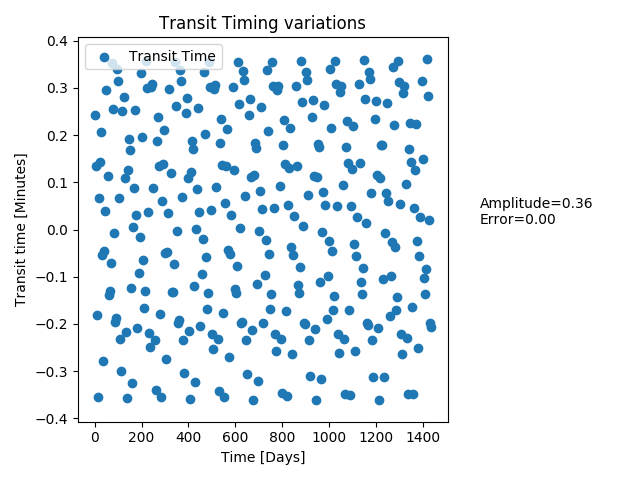 Transit Timing variations
Transit Time
Transit time [Minutes]
0.4
0.3
0.2
0.1
0.0
−0.1
−0.2
−0.3
−0.4
0 200 400 600 800 1000 1200 1400
Time [Days]
Amplitude=0.36
Error=0.00